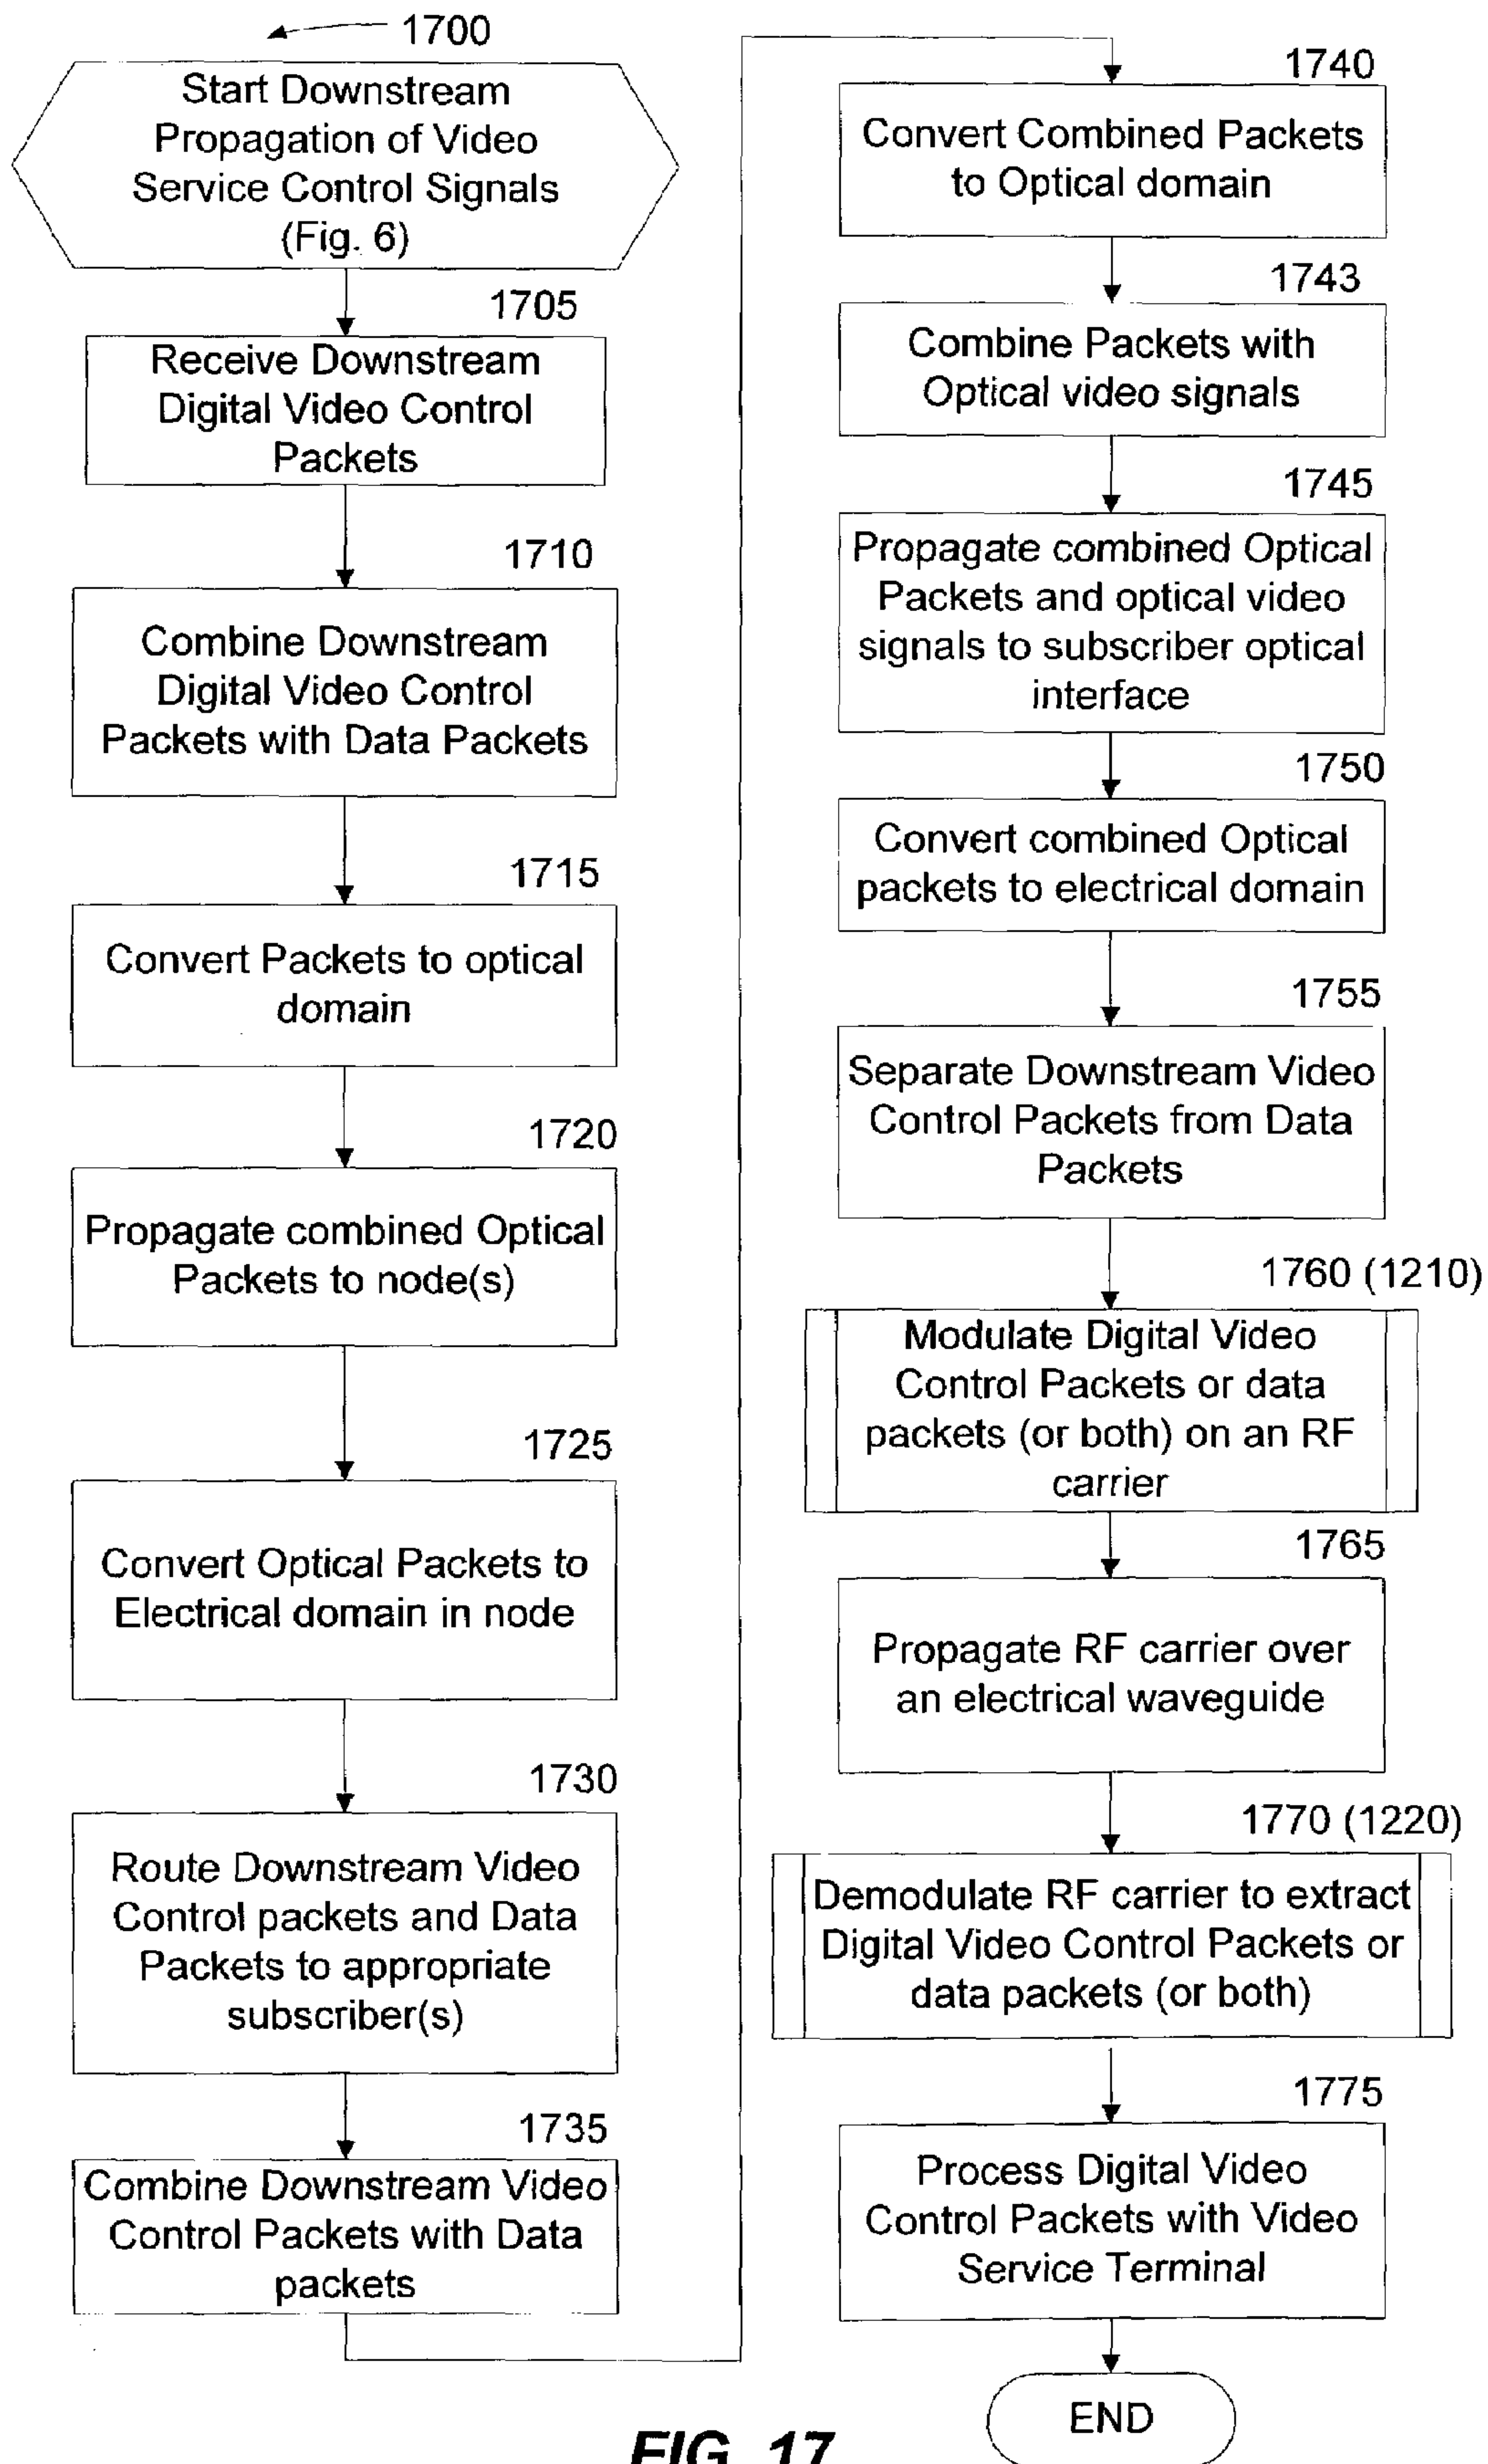 1700
Start Downstream
Propagation of Video
Service Control Signals
(Fig. 6)
1705
Receive Downstream
Digital Video Control
Packets
1710
Combine Downstream
Digital Video Control
Packets with Data Packets
1715
Convert Packets to optical
domain
1720
Propagate combined Optical
Packets to node(s)
1725
Convert Optical Packets to
Electrical domain in node
1730
Route Downstream Video
Control packets and Data
Packets to appropriate
subscriber(s)
1735
Combine Downstream Video
Control Packets with Data
packets
1740
Convert Combined Packets
to Optical domain
1743
Combine Packets with
Optical video signals
1745
Propagate combined Optical
Packets and optical video
signals to subscriber optical
interface
1750
Convert combined Optical
packets to electrical domain
1755
Separate Downstream Video
Control Packets from Data
Packets
1760 (1210)
Modulate Digital Video
Control Packets or data
packets (or both) on an RF
carrier
1765
Propagate RF carrier over
an electrical waveguide
1770 (1220)
Demodulate RF carrier to extract
Digital Video Control Packets or
data packets (or both)
1775
Process Digital Video
Control Packets with Video
Service Terminal
END
FIG. 17